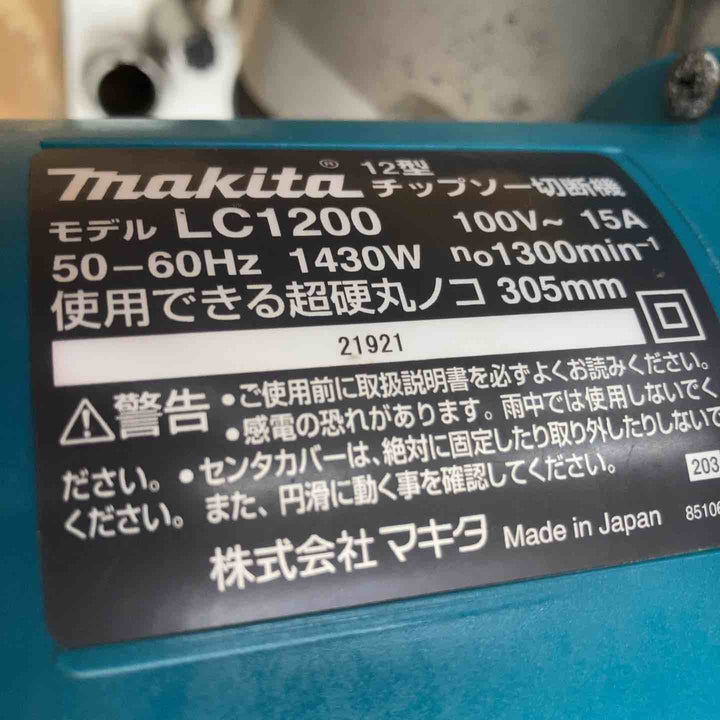 makita® 12型
チップソー切断機
モデル LC1200 100V～ 15A
50−60Hz 1430W n₀1300min⁻¹
使用できる超硬丸ノコ 305mm
21921
警告 •ご使用前に取扱説明書を必ずよくお読みください。
•感電の恐れがあります。雨中では使用しないでく
ださい。•センタカバーは、絶対に固定したり取り外したりしないで
ください。また、円滑に動く事を確認してください。
203
株式会社マキタ Made in Japan 85106